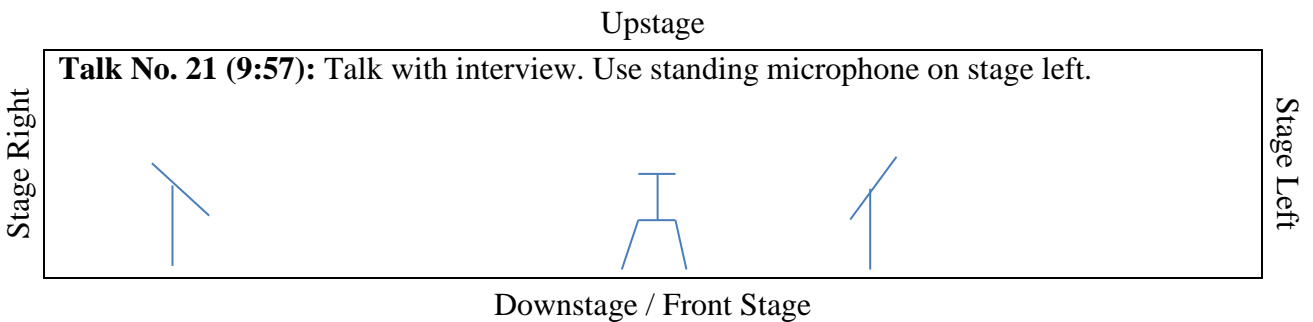 Upstage
Talk No. 21 (9:57): Talk with interview. Use standing microphone on stage left.
Stage Right
Stage Left
Downstage / Front Stage